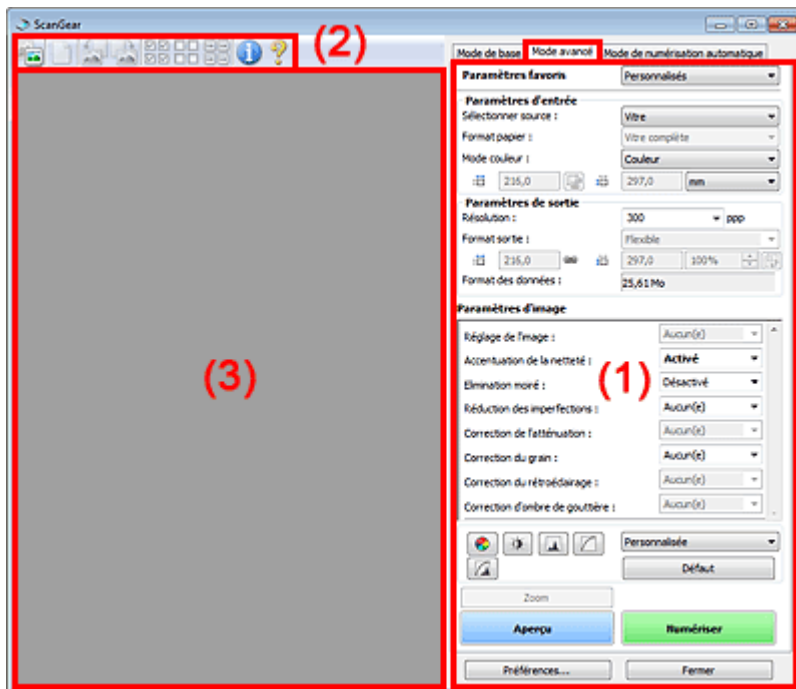 ScanGear
(2)
Mode de base Mode avancé Mode de numérisation automatique
Paramètres favoris Personnalisés
Paramètres d'entrée
Sélectionner source : Vitre
Format papier : Vitre complète
Mode couleur : Couleur
216,0 297,0 mm
Paramètres de sortie
Résolution : 300 ppp
Format sortie : Flexible
216,0 297,0 100%
Format des données : 25,61 Mo
Paramètres d'image
Réglage de l'image : Aucun(e)
Accentuation de la netteté : Activé
Elimination moiré : Désactivé
Réduction des imperfections : Aucun(e)
Correction de l'atténuation : Aucun(e)
Correction du grain : Aucun(e)
Correction du rétroéclairage : Aucun(e)
Correction d'ombre de gouttière : Aucun(e)
(3)
(1)
Personnalisée
Défaut
Zoom
Aperçu Numériser
Préférences... Fermer